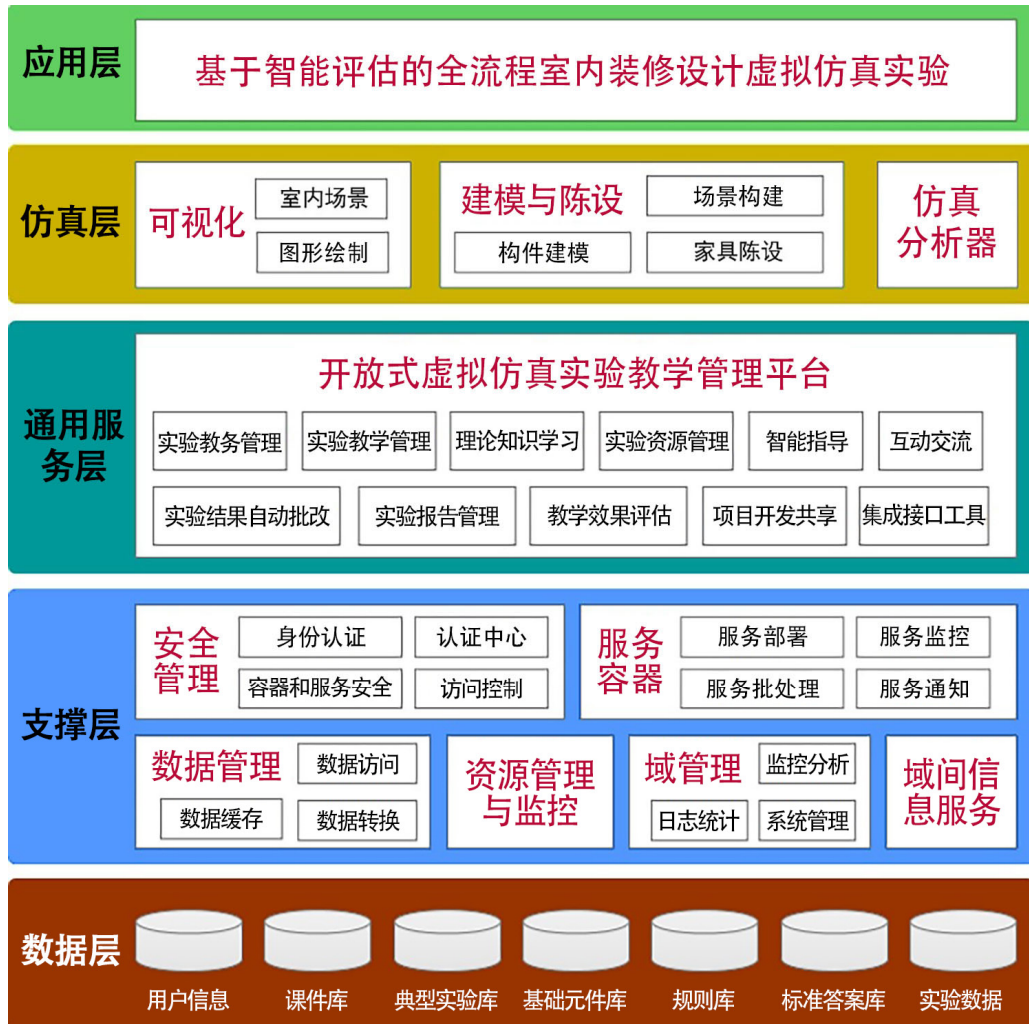 应用层
基于智能评估的全流程室内装修设计虚拟仿真实验
仿真层
可视化
室内场景
图形绘制
建模与陈设
场景构建
构件建模
家具陈设
仿真
分析器
通用服
务层
开放式虚拟仿真实验教学管理平台
实验教务管理
实验教学管理
理论知识学习
实验资源管理
智能指导
互动交流
实验结果自动批改
实验报告管理
教学效果评估
项目开发共享
集成接口工具
支撑层
安全
管理
身份认证
认证中心
容器和服务安全
访问控制
服务
容器
服务部署
服务监控
服务批处理
服务通知
数据管理
数据访问
数据缓存
数据转换
资源管理
与监控
域管理
监控分析
日志统计
系统管理
域间信
息服务
数据层
用户信息
课件库
典型实验库
基础元件库
规则库
标准答案库
实验数据